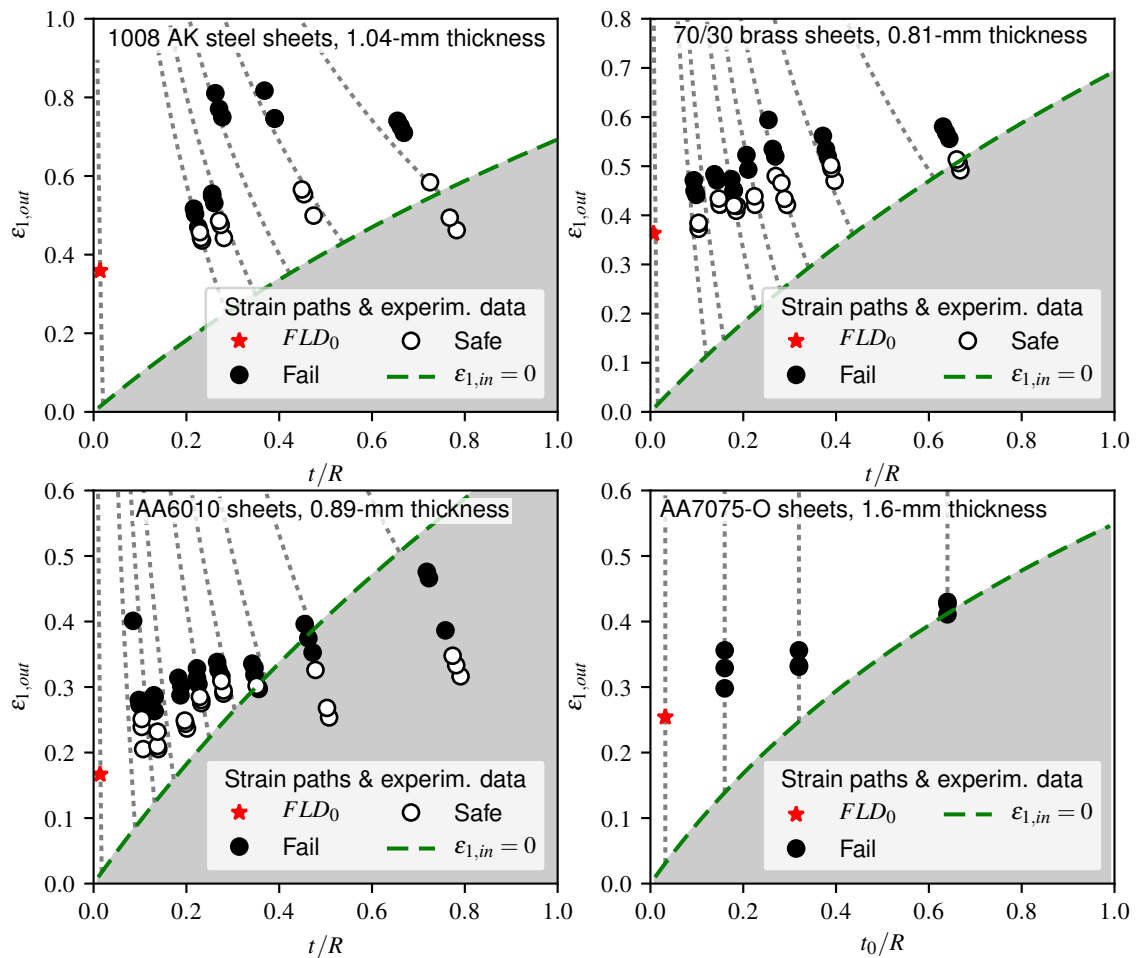 1008 AK steel sheets, 1.04-mm thickness
1.0
0.8
0.6
0.4
0.2
0.0
ε1,out
Strain paths & experim. data
FLD0
Safe
Fail
ε1,in = 0
0.0 0.2 0.4 0.6 0.8 1.0
t/R
70/30 brass sheets, 0.81-mm thickness
0.8
0.7
0.6
0.5
0.4
0.3
0.2
0.1
0.0
ε1,out
Strain paths & experim. data
FLD0
Safe
Fail
ε1,in = 0
0.0 0.2 0.4 0.6 0.8 1.0
t/R
AA6010 sheets, 0.89-mm thickness
0.6
0.5
0.4
0.3
0.2
0.1
0.0
ε1,out
Strain paths & experim. data
FLD0
Safe
Fail
ε1,in = 0
0.0 0.2 0.4 0.6 0.8 1.0
t/R
AA7075-O sheets, 1.6-mm thickness
0.6
0.5
0.4
0.3
0.2
0.1
0.0
ε1,out
Strain paths & experim. data
FLD0
ε1,in = 0
Fail
0.0 0.2 0.4 0.6 0.8 1.0
t0/R